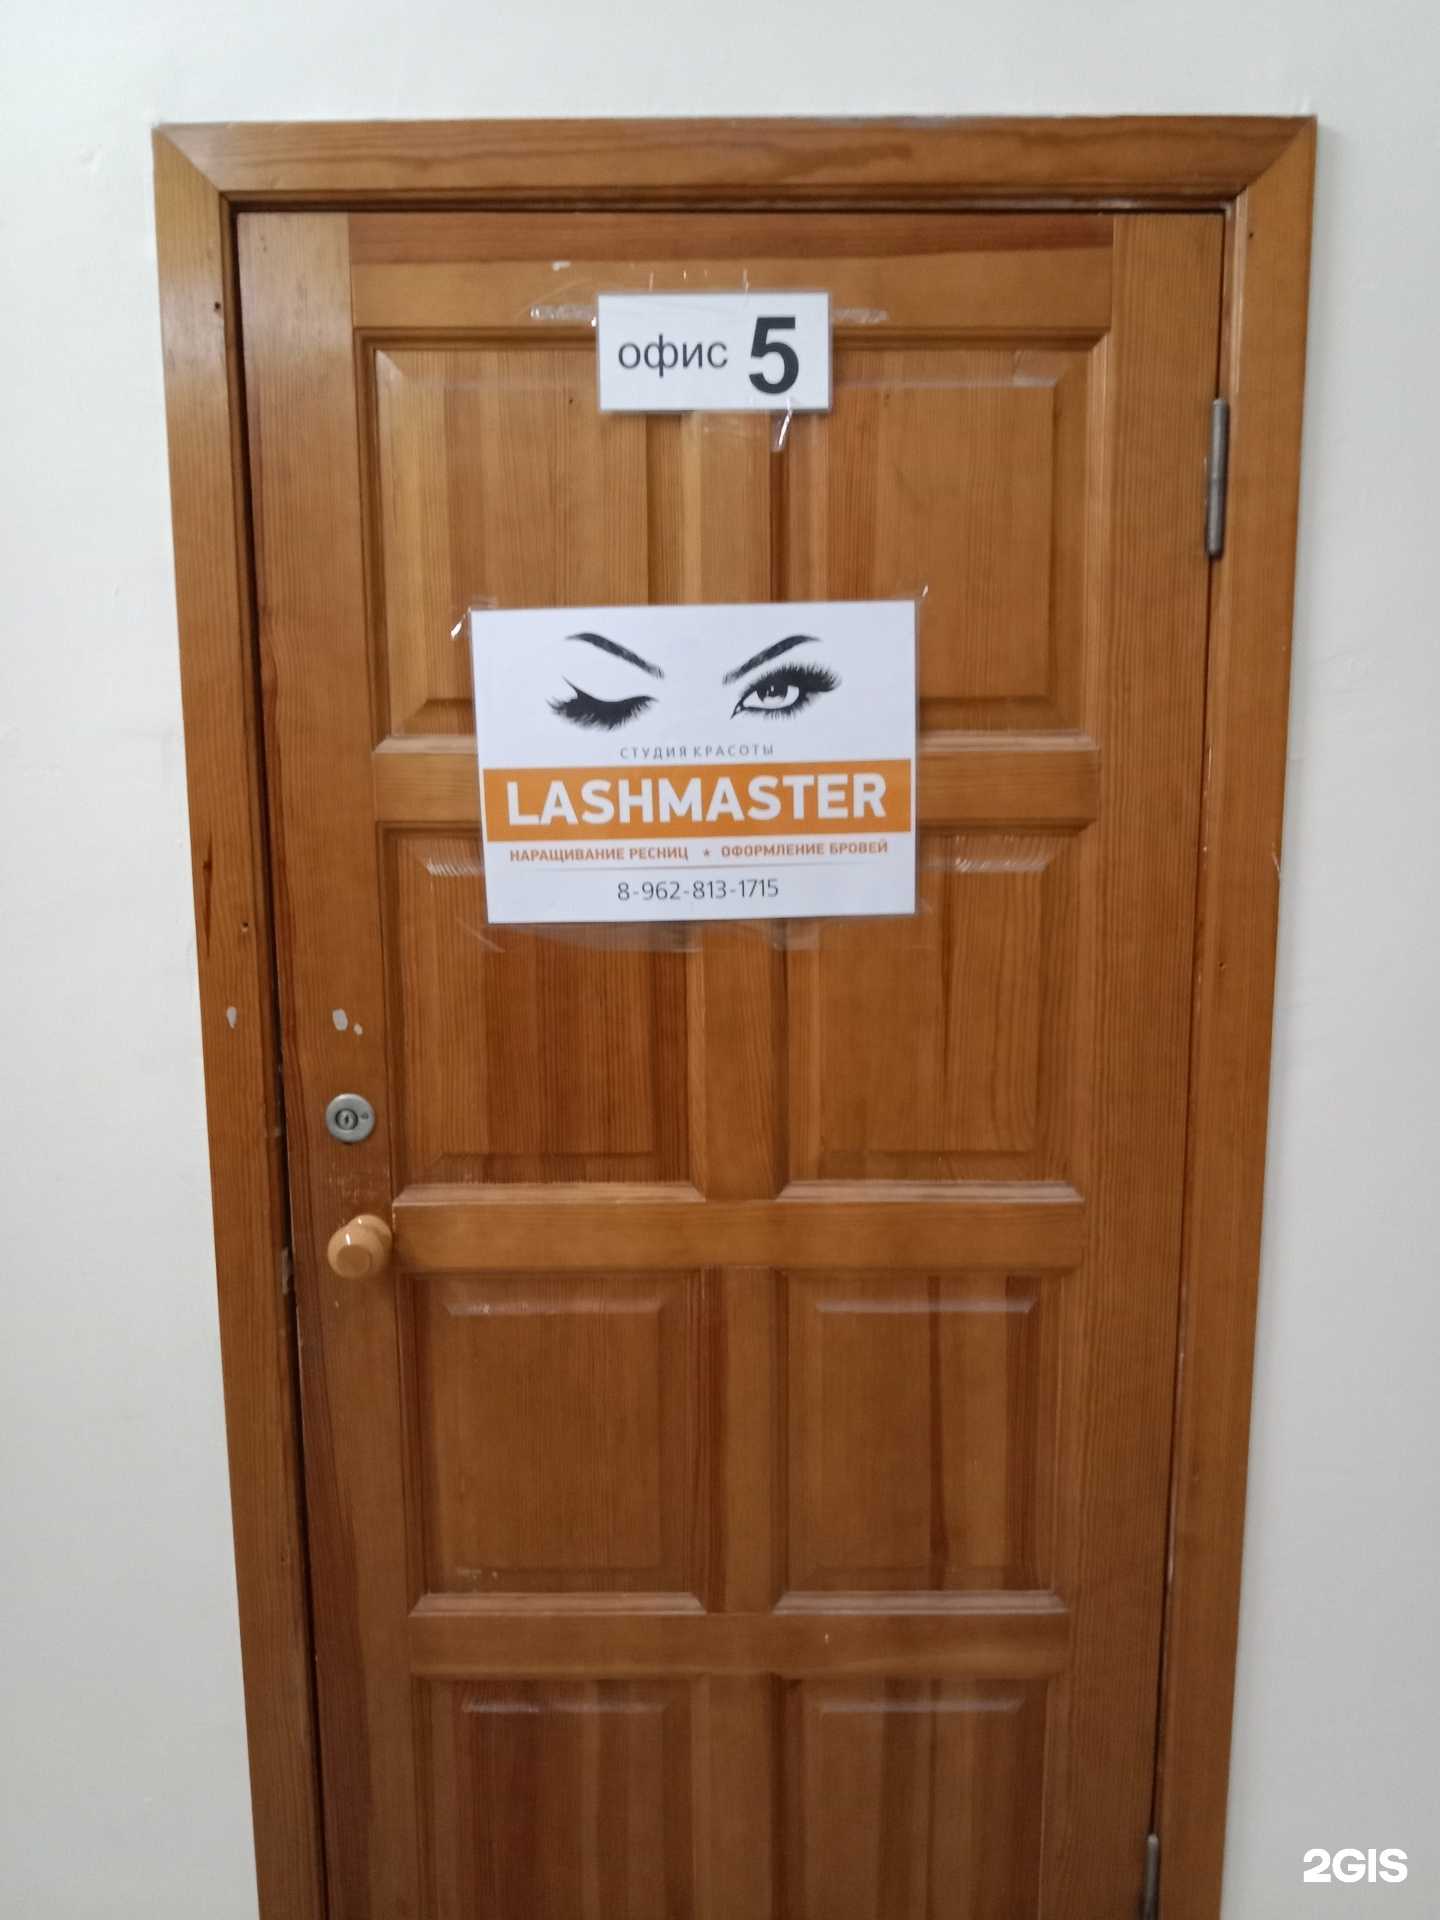 офис 5
СТУДИЯ КРАСОТЫ
LASHMASTER
НАРАЩИВАНИЕ РЕСНИЦ ★ ОФОРМЛЕНИЕ БРОВЕЙ
8-962-813-1715
2GIS